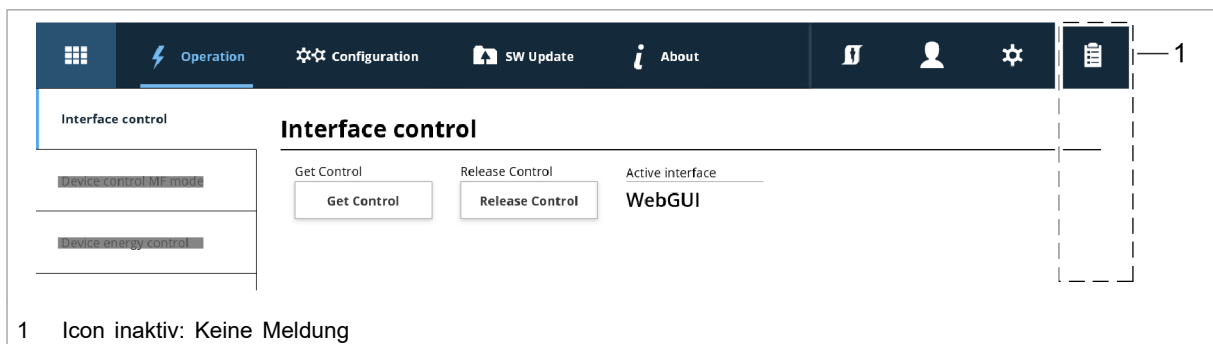 Operation Configuration SW Update About 1
Interface control
Interface control
Device control MF mode
Device energy control
Get Control Release Control Active interface
Get Control Release Control WebGUI
1 Icon inaktiv: Keine Meldung